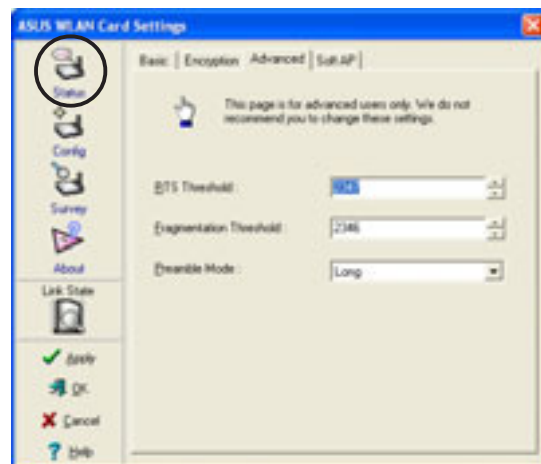 ASUS WLAN Card Settings
Status
Config
Survey
About
Link State
Apply
OK
Cancel
Help
Basic Encryption Advanced Soft AP
This page is for advanced users only. We do not
recommend you to change these settings.
RTS Threshold :
Fragmentation Threshold : 2346
Preamble Mode : Long